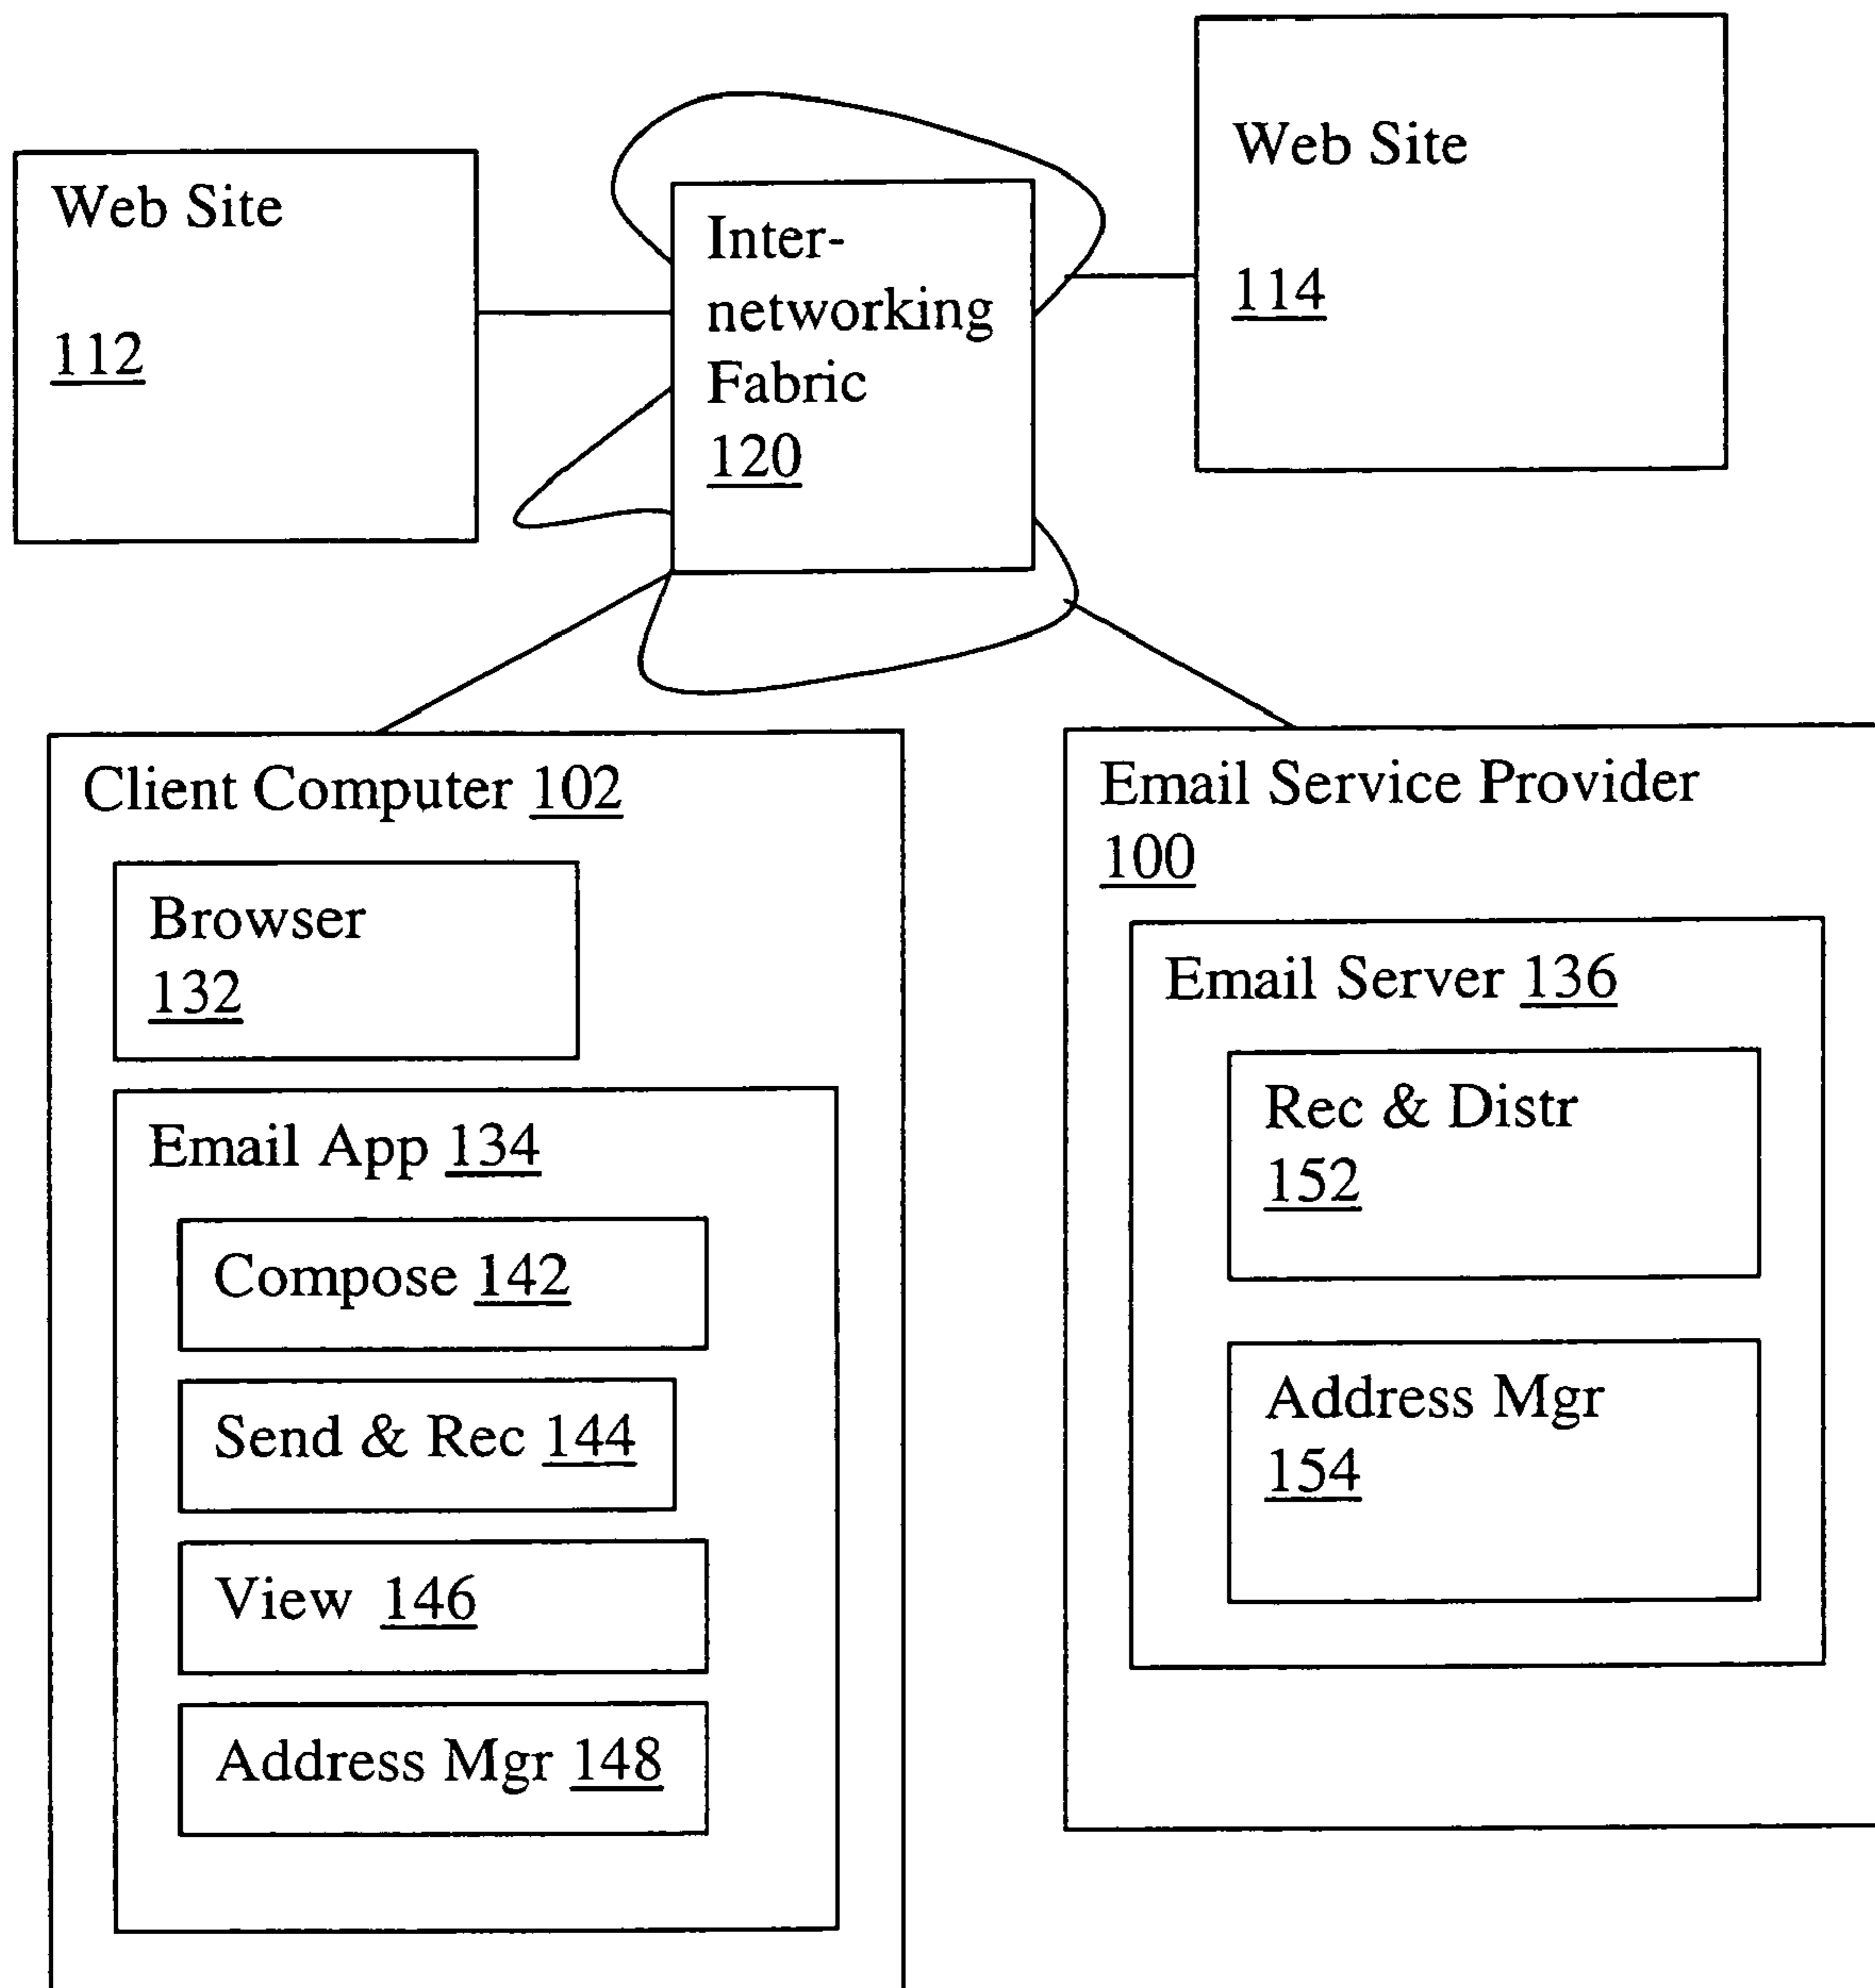 Web Site
112
Inter-
networking
Fabric
120
Web Site
114
Client Computer 102
Browser
132
Email App 134
Compose 142
Send & Rec 144
View 146
Address Mgr 148
Email Service Provider
100
Email Server 136
Rec & Distr
152
Address Mgr
154